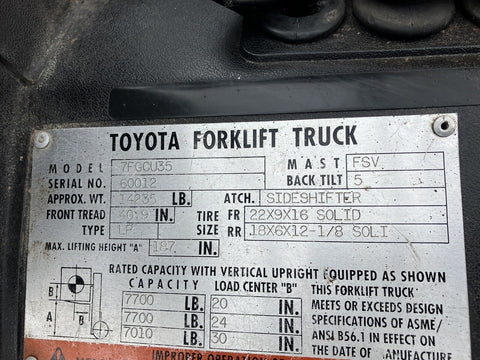 TOYOTA FORKLIFT TRUCK
MODEL 7FGCU35 MAST FSV
SERIAL NO. 60012 BACK TILT 5
APPROX. WT. 14235 LB. ATCH. SIDESHIFTER
FRONT TREAD IN. TIRE FR 22X9X16 SOLID
TYPE LP SIZE RR 18X6X12-1/8 SOLI
MAX. LIFTING HEIGHT "A" 187 IN.
RATED CAPACITY WITH VERTICAL UPRIGHT EQUIPPED AS SHOWN
CAPACITY LOAD CENTER "B" THIS FORKLIFT TRUCK
B 7700 LB. 20 IN. MEETS OR EXCEEDS DESIGN
7700 LB. 24 IN. SPECIFICATIONS OF ASME/
A B 7010 LB. 30 IN. ANSI B56.1 IN EFFECT ON
IMPROPER OPERATION OF